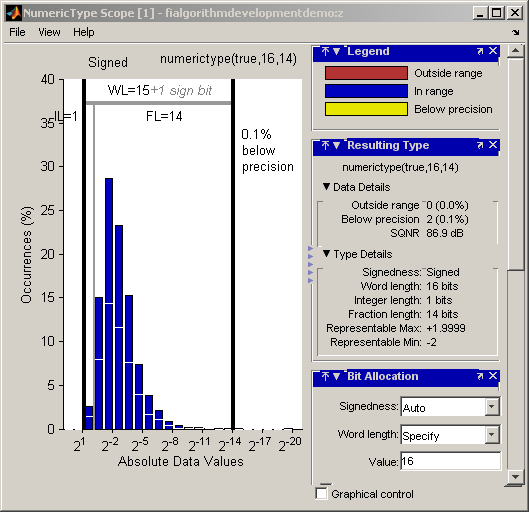 NumericType Scope [1] - fialgorithmdevelopmentdemo:z
File View Help
Signed numerictype(true,16,14)
WL=15+1 sign bit
IL=1 FL=14
0.1%
below
precision
Occurrences (%)
40
35
30
25
20
15
10
5
0
2^1 2^-2 2^-5 2^-8 2^-11 2^-14 2^-17 2^-20
Absolute Data Values
Legend
Outside range
In range
Below precision
Resulting Type
numerictype(true,16,14)
Data Details
Outside range 0 (0.0%)
Below precision 2 (0.1%)
SQNR 86.9 dB
Type Details
Signedness: Signed
Word length: 16 bits
Integer length: 1 bits
Fraction length: 14 bits
Representable Max: +1.9999
Representable Min: -2
Bit Allocation
Signedness: Auto
Word length: Specify
Value: 16
Graphical control